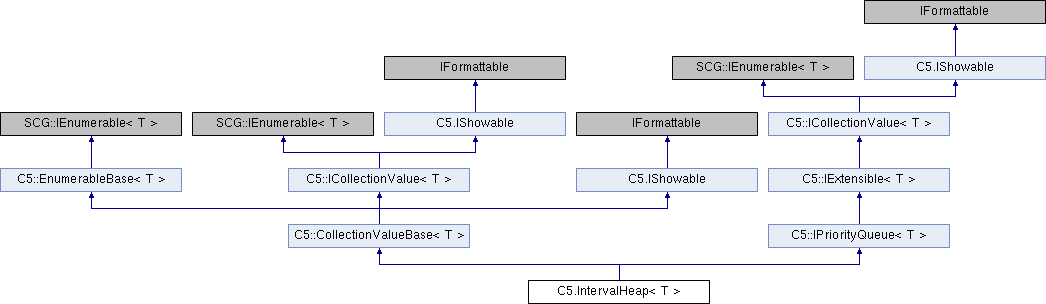 IFormattable
IFormattable
SCG::IEnumerable< T >
C5.IShowable
SCG::IEnumerable< T >
SCG::IEnumerable< T >
C5.IShowable
IFormattable
C5::ICollectionValue< T >
C5::EnumerableBase< T >
C5::ICollectionValue< T >
C5.IShowable
C5::IExtensible< T >
C5::CollectionValueBase< T >
C5::IPriorityQueue< T >
C5.IntervalHeap< T >